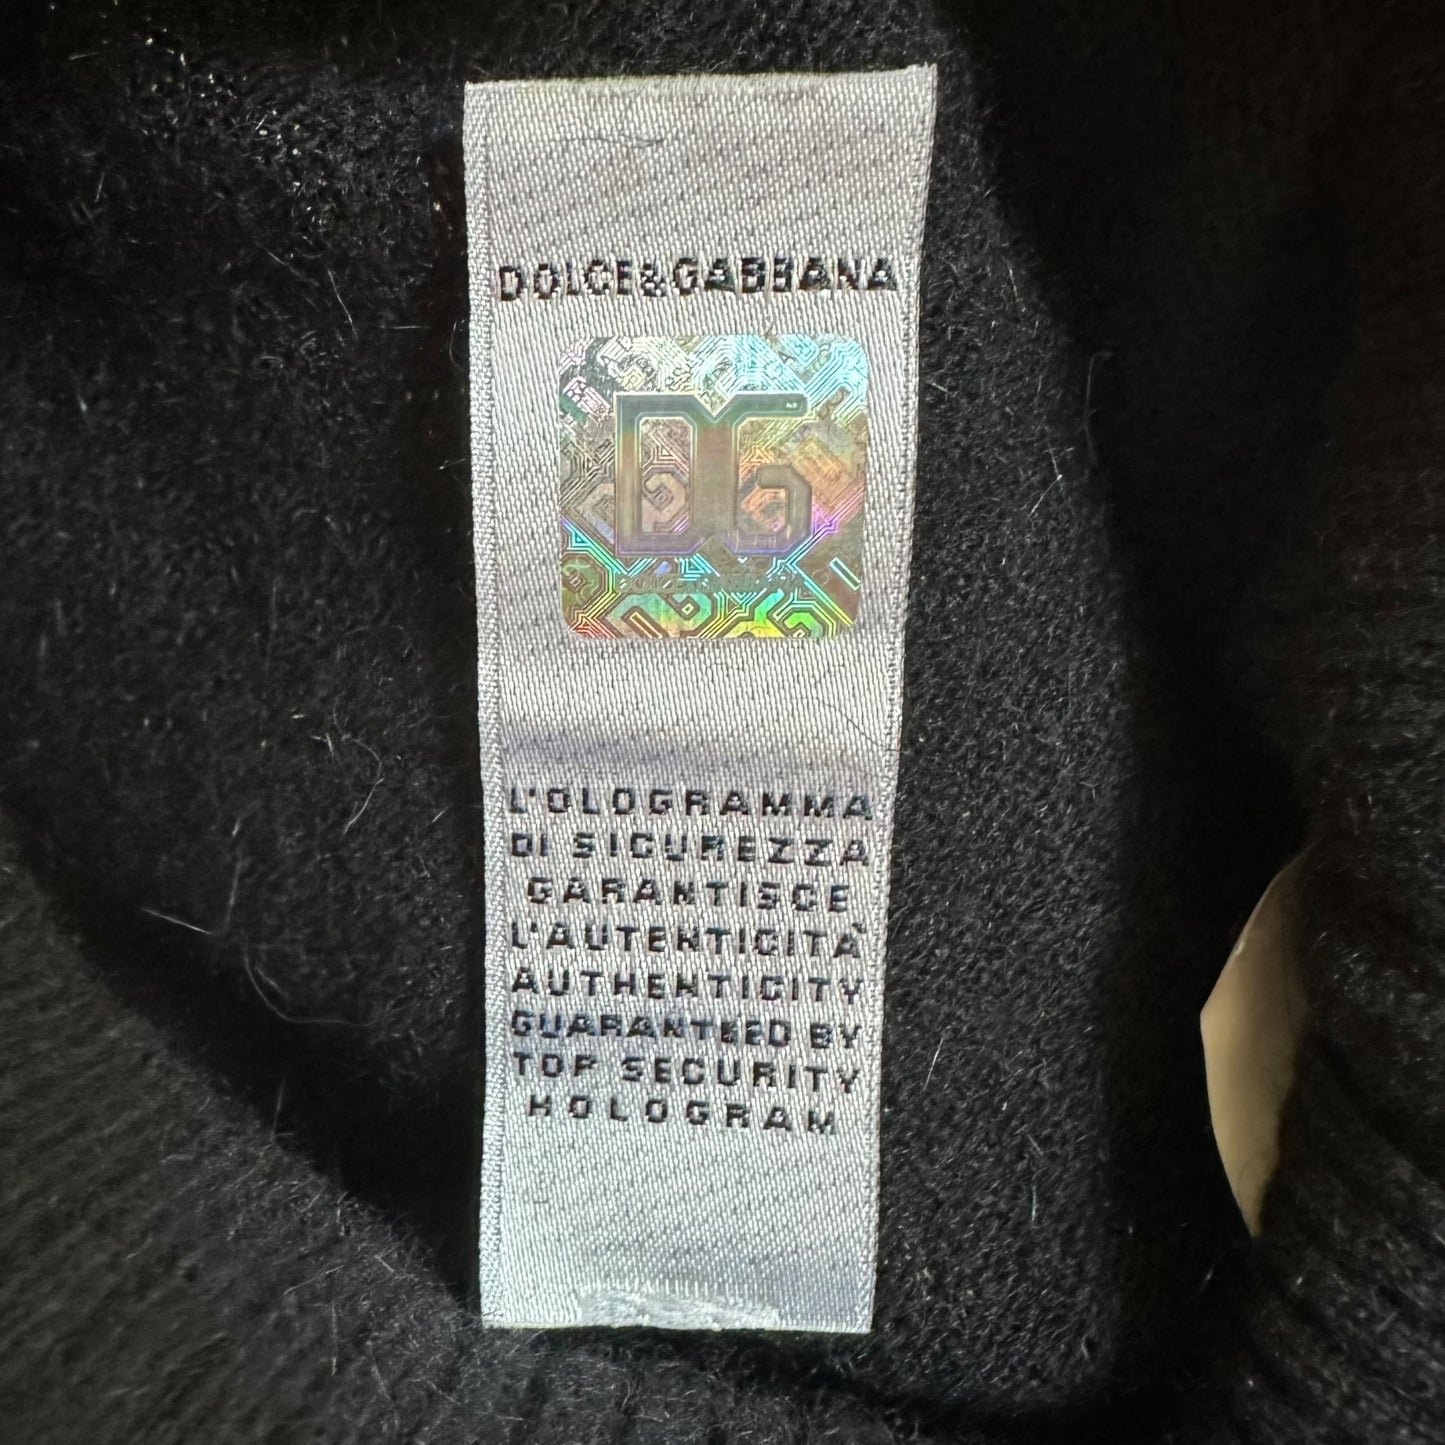 DOLCE&GABBANA
DG
L'OLOGRAMMA
DI SICUREZZA
GARANTISCE
L'AUTENTICITÀ
AUTHENTICITY
GUARANTEED BY
TOP SECURITY
HOLOGRAM